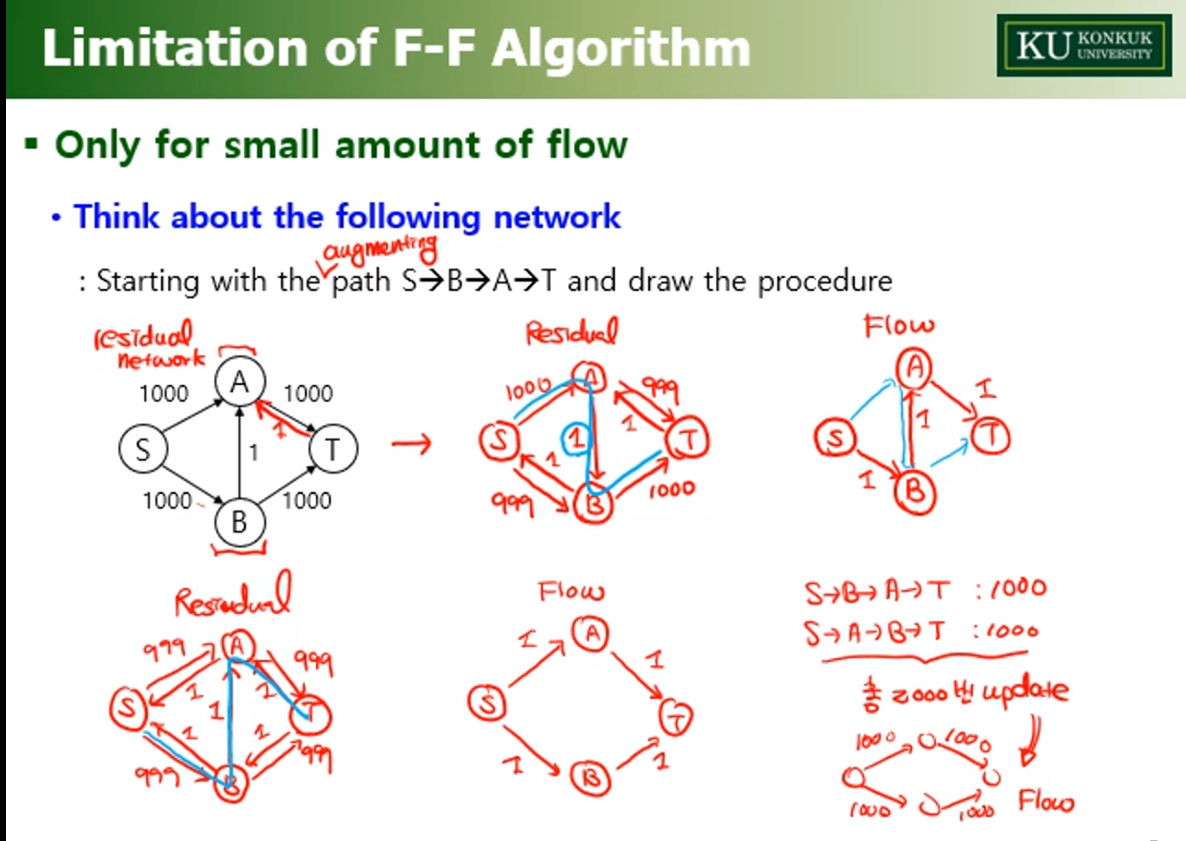 Limitation of F-F Algorithm
KU KONKUK UNIVERSITY
Only for small amount of flow
Think about the following network
augmenting
: Starting with the path S→B→A→T and draw the procedure
residual network
1000
A
1000
S
1
1
T
1000
B
1000
Residual
1000
A
999
S
1
1
1
T
999
B
1000
Flow
A
1
S
1
T
1
B
Residual
999
A
999
1
2
S
1
T
1
1
999
B
999
Flow
1
A
1
S
T
1
B
1
S→B→A→T : 1000
S→A→B→T : 1000
총 2000번 update
1000
1000
1000
1000
Flow